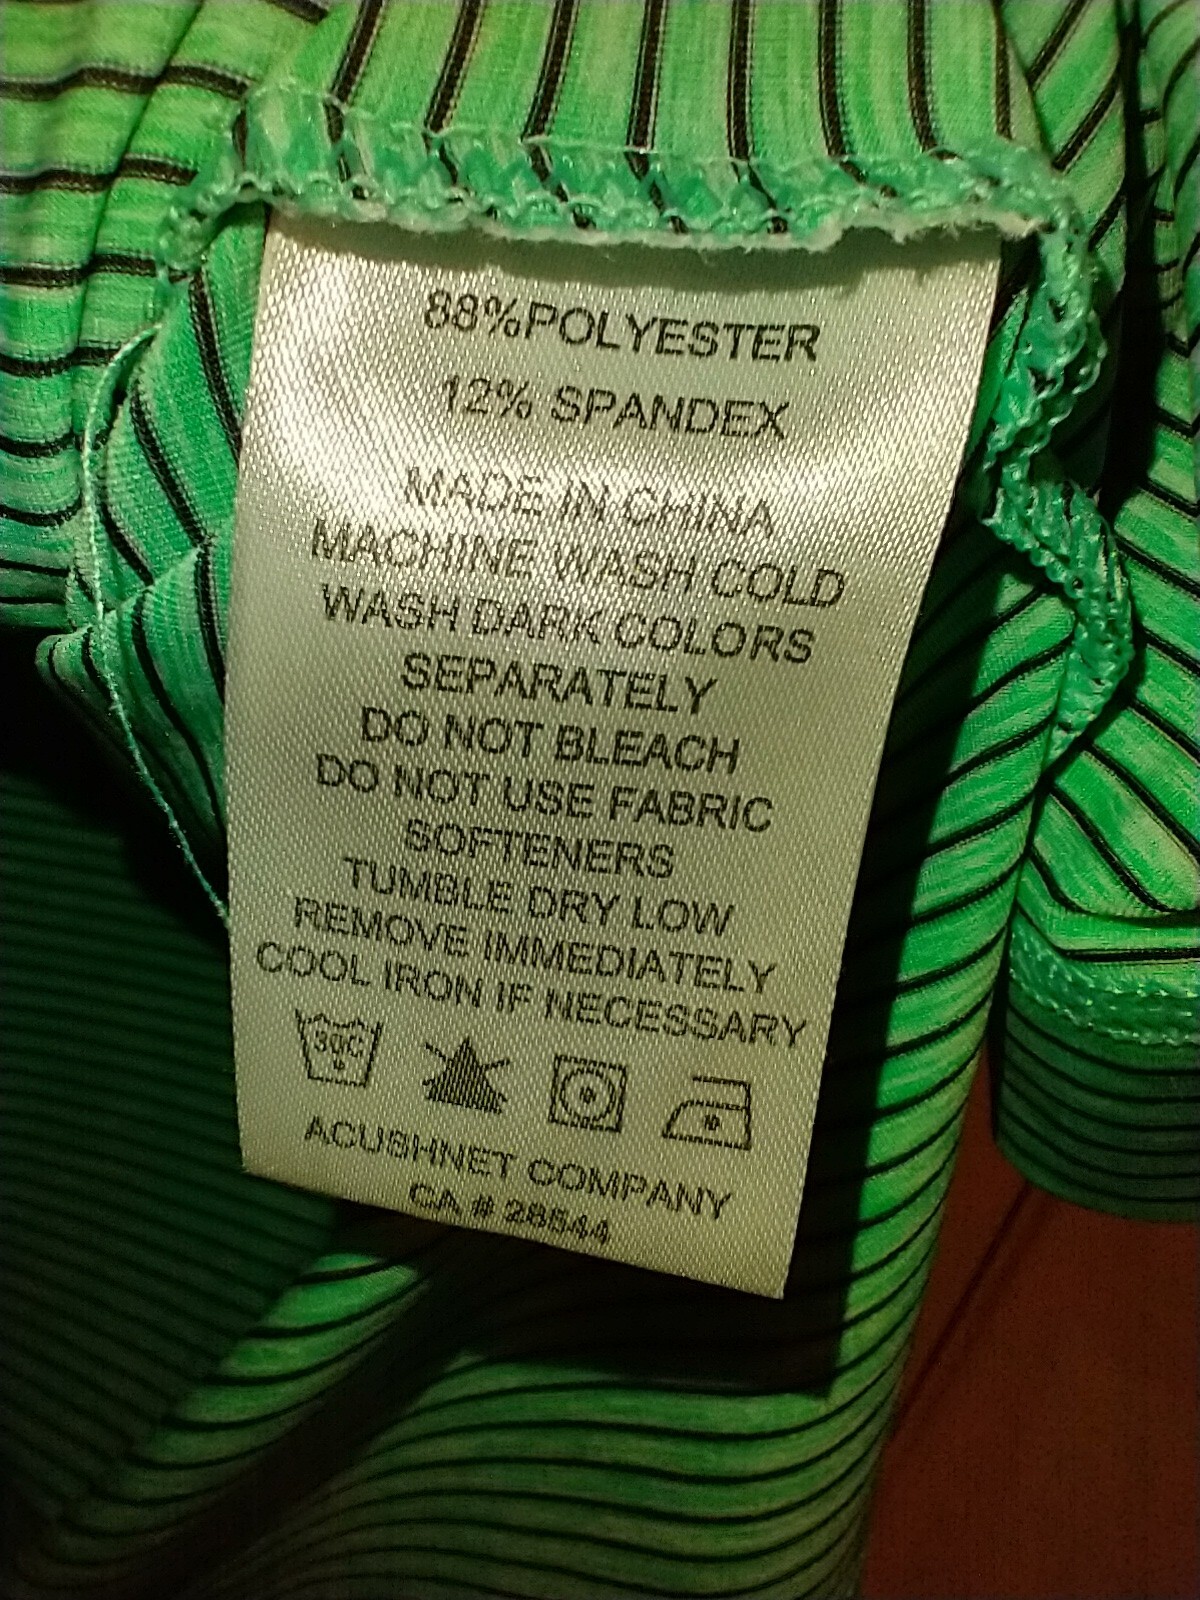 88%POLYESTER
12% SPANDEX
MADE IN CHINA
MACHINE WASH COLD
WASH DARK COLORS
SEPARATELY
DO NOT BLEACH
DO NOT USE FABRIC
SOFTENERS
TUMBLE DRY LOW
REMOVE IMMEDIATELY
COOL IRON IF NECESSARY
30C
ACUSHNET COMPANY
CA # 28544